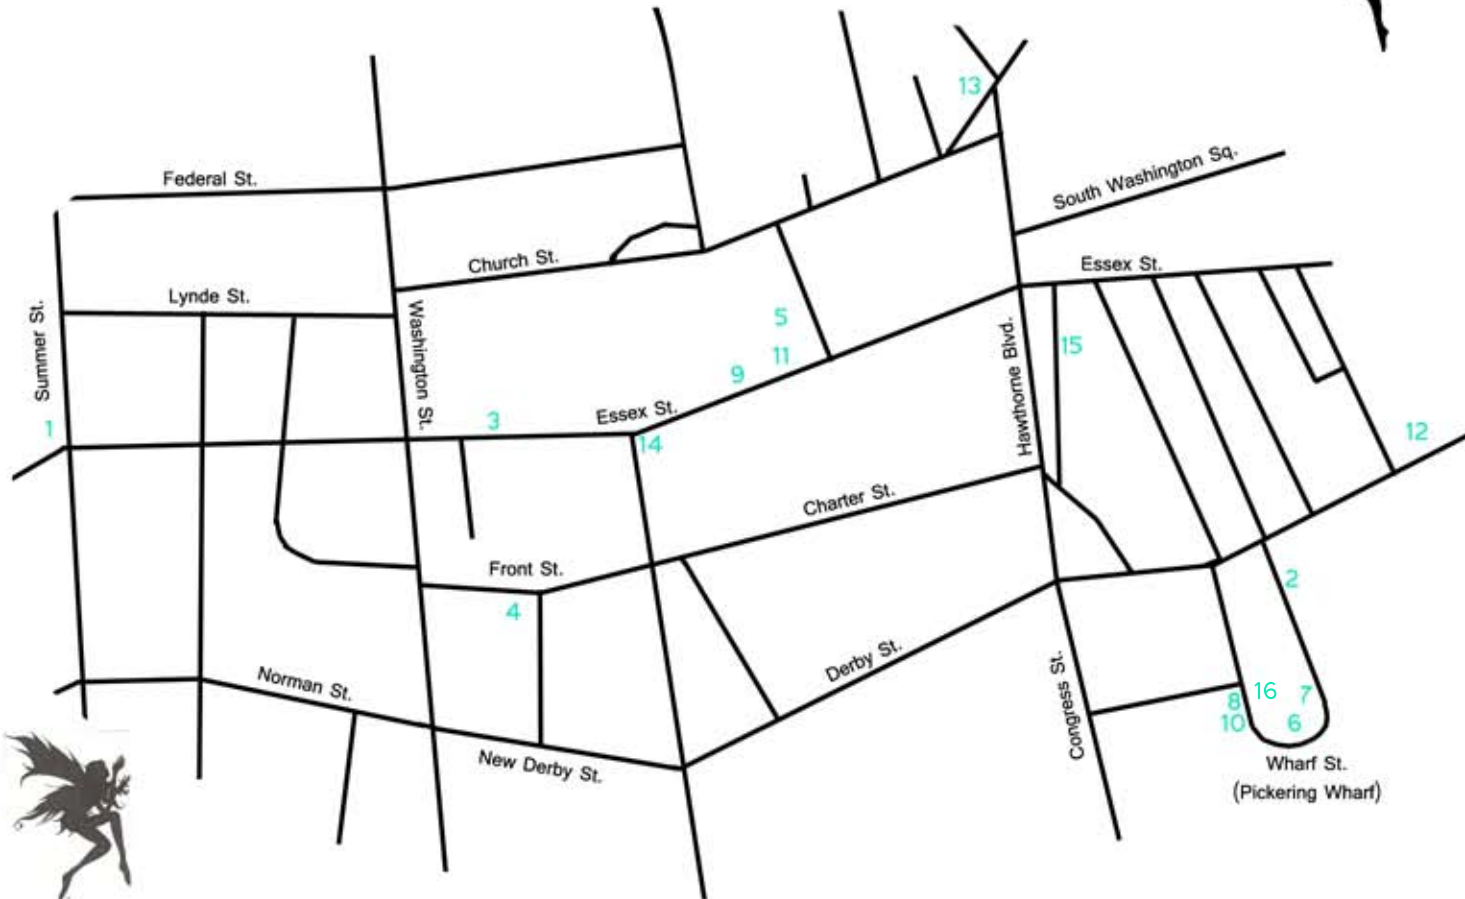 13
South Washington Sq.
Federal St.
Church St.
Essex St.
Lynde St.
Summer St.
Washington St.
5
Hawthorne Blvd.
15
11
9
Essex St.
3
1
14
12
Charter St.
Front St.
2
4
Derby St.
Norman St.
Congress St.
16
7
8
10
6
New Derby St.
Wharf St.
(Pickering Wharf)